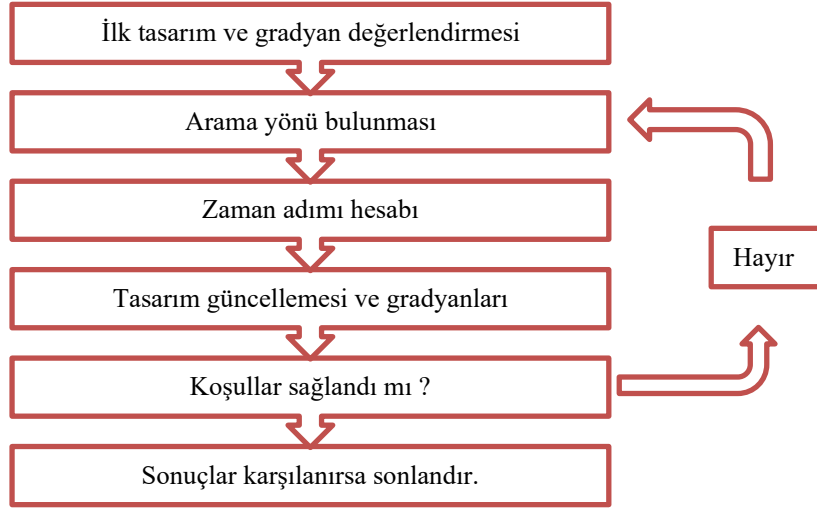 İlk tasarım ve gradyan değerlendirmesi
Arama yönü bulunması
Zaman adımı hesabı
Hayır
Tasarım güncellemesi ve gradyanları
Koşullar sağlandı mı ?
Sonuçlar karşılanırsa sonlandır.